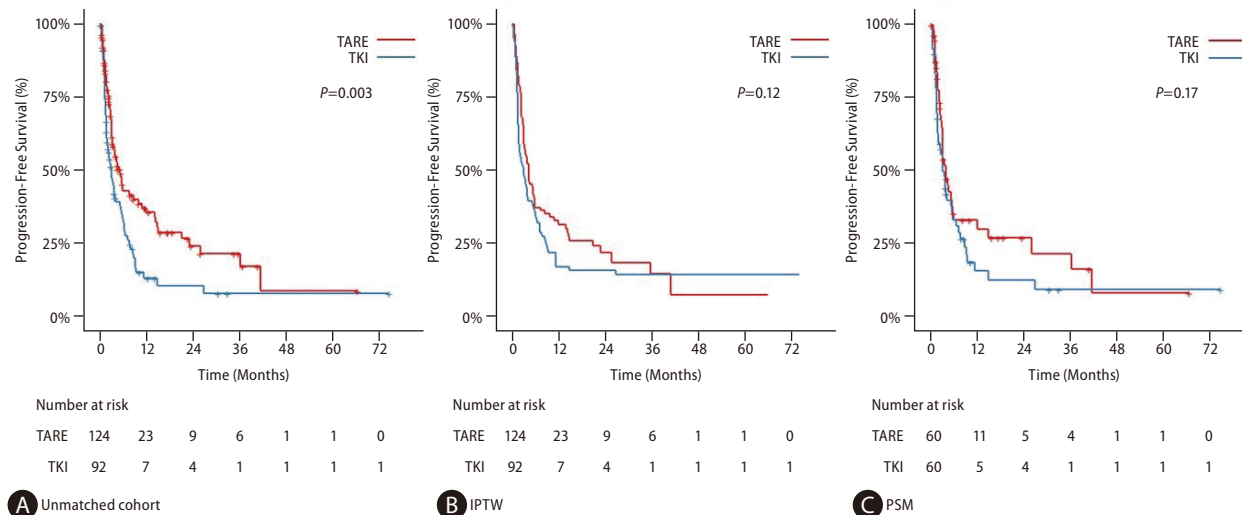 100%
75%
50%
25%
0%
Progression-Free Survival (%)
TARE
TKI
P=0.003
0 12 24 36 48 60 72
Time (Months)
Number at risk
TARE 124 23 9 6 1 1 0
TKI 92 7 4 1 1 1 1
A Unmatched cohort
100%
75%
50%
25%
0%
Progression-Free Survival (%)
TARE
TKI
P=0.12
0 12 24 36 48 60 72
Time (Months)
Number at risk
TARE 124 23 9 6 1 1 0
TKI 92 7 4 1 1 1 1
B IPTW
100%
75%
50%
25%
0%
Progression-Free Survival (%)
TARE
TKI
P=0.17
0 12 24 36 48 60 72
Time (Months)
Number at risk
TARE 60 11 5 4 1 1 0
TKI 60 5 4 1 1 1 1
C PSM